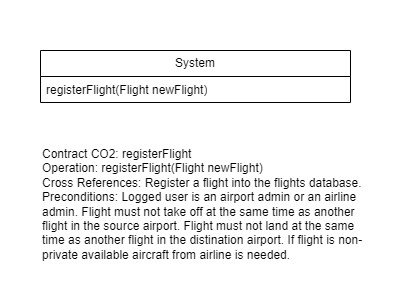 System
registerFlight(Flight newFlight)
Contract CO2: registerFlight
Operation: registerFlight(Flight newFlight)
Cross References: Register a flight into the flights database.
Preconditions: Logged user is an airport admin or an airline
admin. Flight must not take off at the same time as another
flight in the source airport. Flight must not land at the same
time as another flight in the distination airport. If flight is non-
private available aircraft from airline is needed.